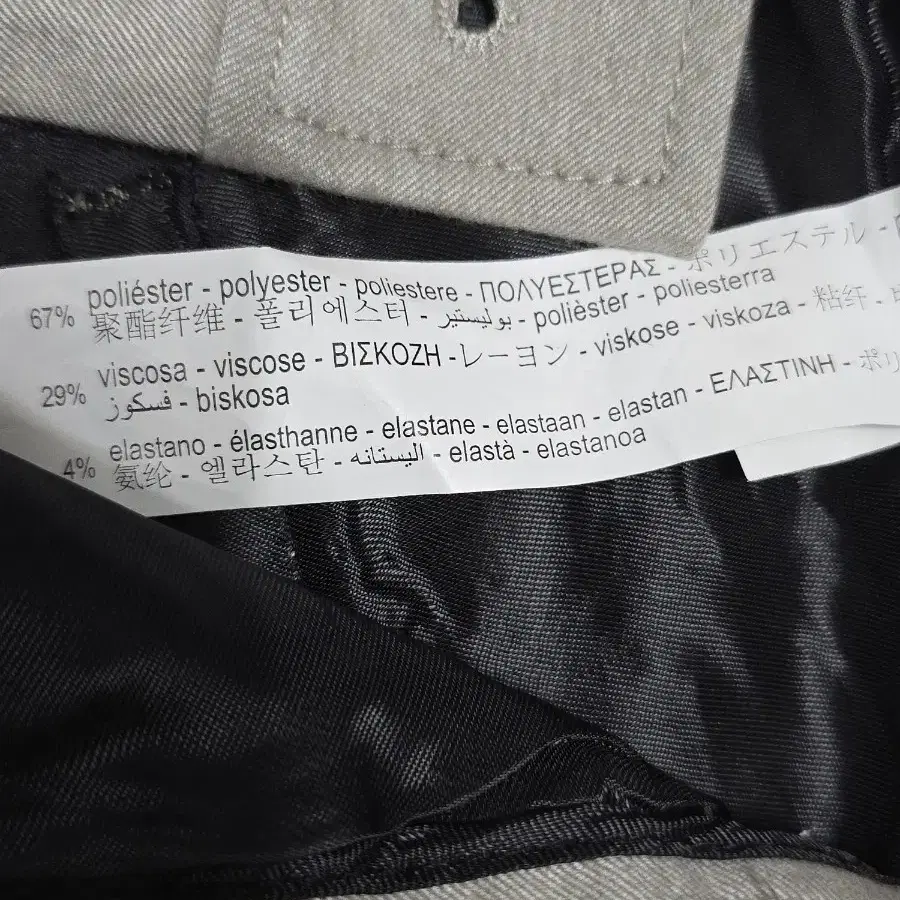 67% poliéster - polyester - poliestere - ΠΟΛΥΕΣΤΕΡΑΣ - ポリエステル -
聚酯纤维 - 폴리에스터 - بوليستير - polièster - poliesterra
29% viscosa - viscose - ΒΙΣΚΟΖΗ - レーヨン - viskose - viskoza - 粘纤 -
فسكوز - biskosa
4% elastano - élasthanne - elastane - elastaan - elastan - ΕΛΑΣΤΙΝΗ -
氨纶 - 엘라스탄 - اليستانه - elastà - elastanoa